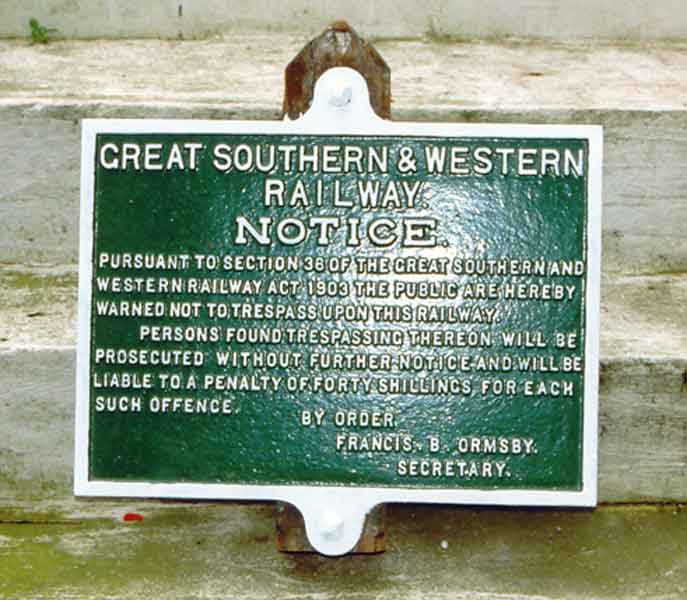 GREAT SOUTHERN & WESTERN
RAILWAY.
NOTICE.
PURSUANT TO SECTION 36 OF THE GREAT SOUTHERN AND
WESTERN RAILWAY ACT 1903 THE PUBLIC ARE HEREBY
WARNED NOT TO TRESPASS UPON THIS RAILWAY.
PERSONS FOUND TRESPASSING THEREON WILL BE
PROSECUTED WITHOUT FURTHER NOTICE AND WILL BE
LIABLE TO A PENALTY OF FORTY SHILLINGS FOR EACH
SUCH OFFENCE.
BY ORDER.
FRANCIS. B. ORMSBY.
SECRETARY.